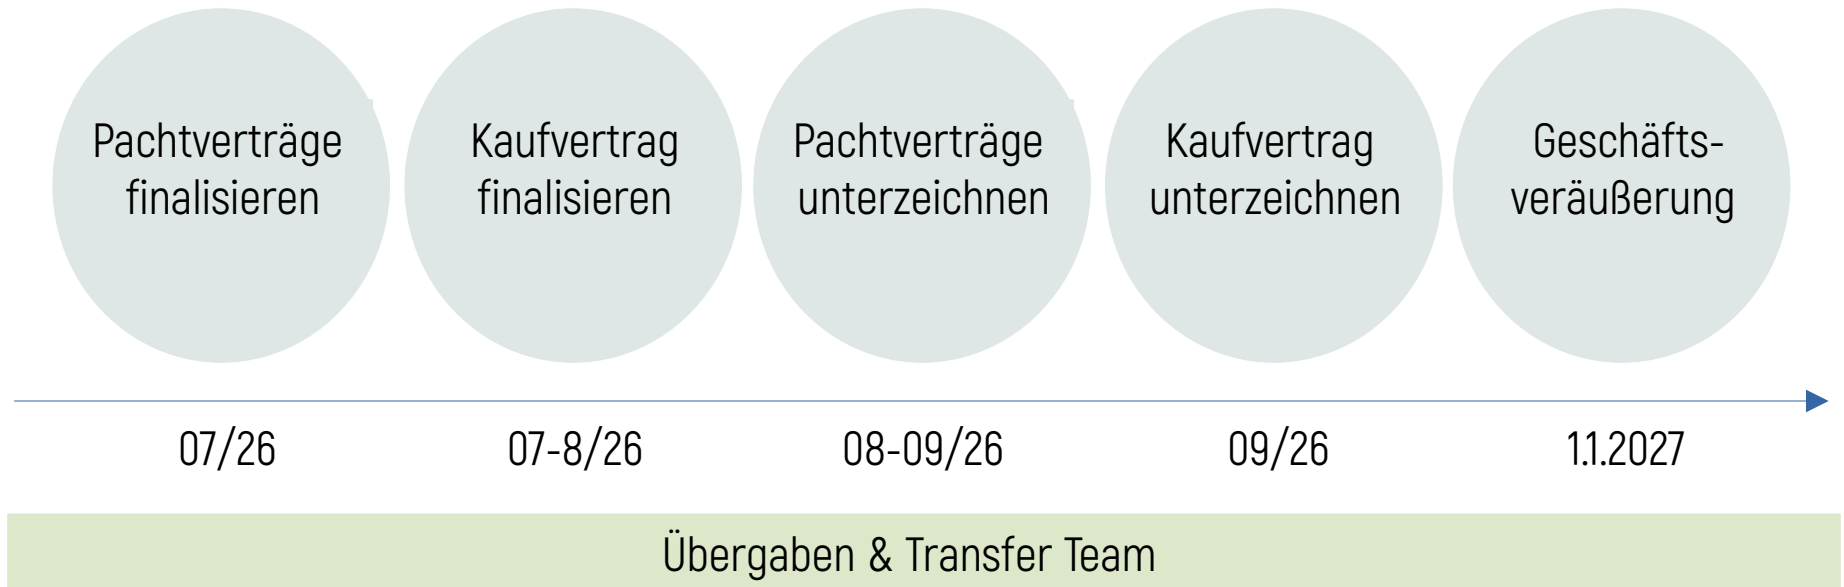 Pachtverträge
finalisieren
Kaufvertrag
finalisieren
Pachtverträge
unterzeichnen
Kaufvertrag
unterzeichnen
Geschäfts-
veräußerung
07/26
07-8/26
08-09/26
09/26
1.1.2027
Übergaben & Transfer Team